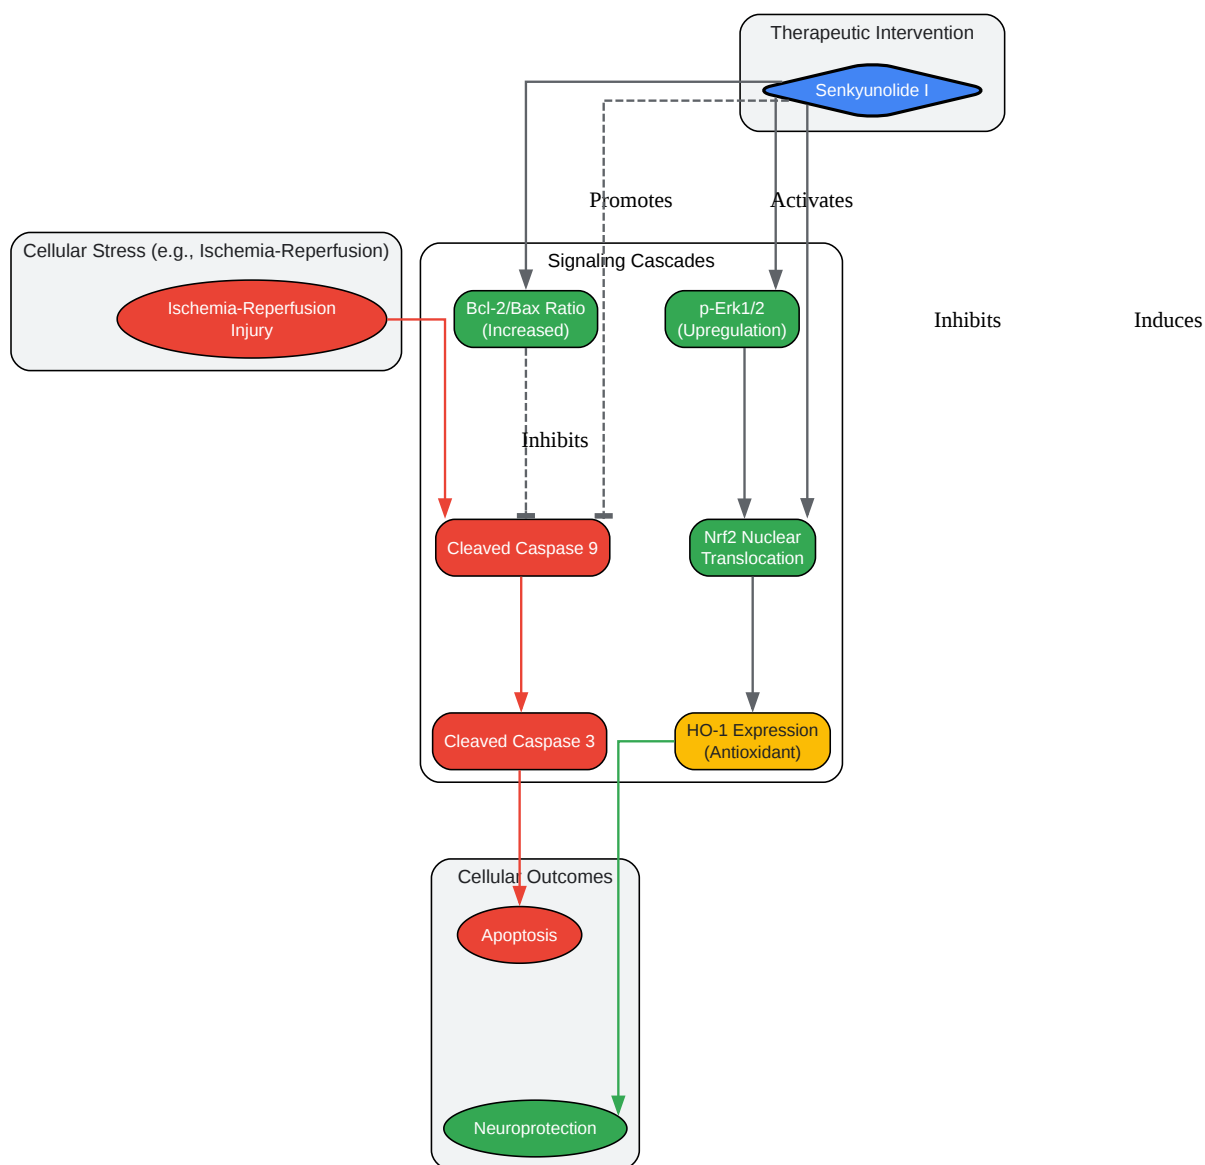 Therapeutic Intervention
Senkyunolide I
Promotes
Activates
Cellular Stress (e.g., Ischemia-Reperfusion)
Ischemia-Reperfusion
Injury
Signaling Cascades
Bcl-2/Bax Ratio
(Increased)
p-Erk1/2
(Upregulation)
Inhibits
Induces
Inhibits
Cleaved Caspase 9
Nrf2 Nuclear
Translocation
Cleaved Caspase 3
HO-1 Expression
(Antioxidant)
Cellular Outcomes
Apoptosis
Neuroprotection